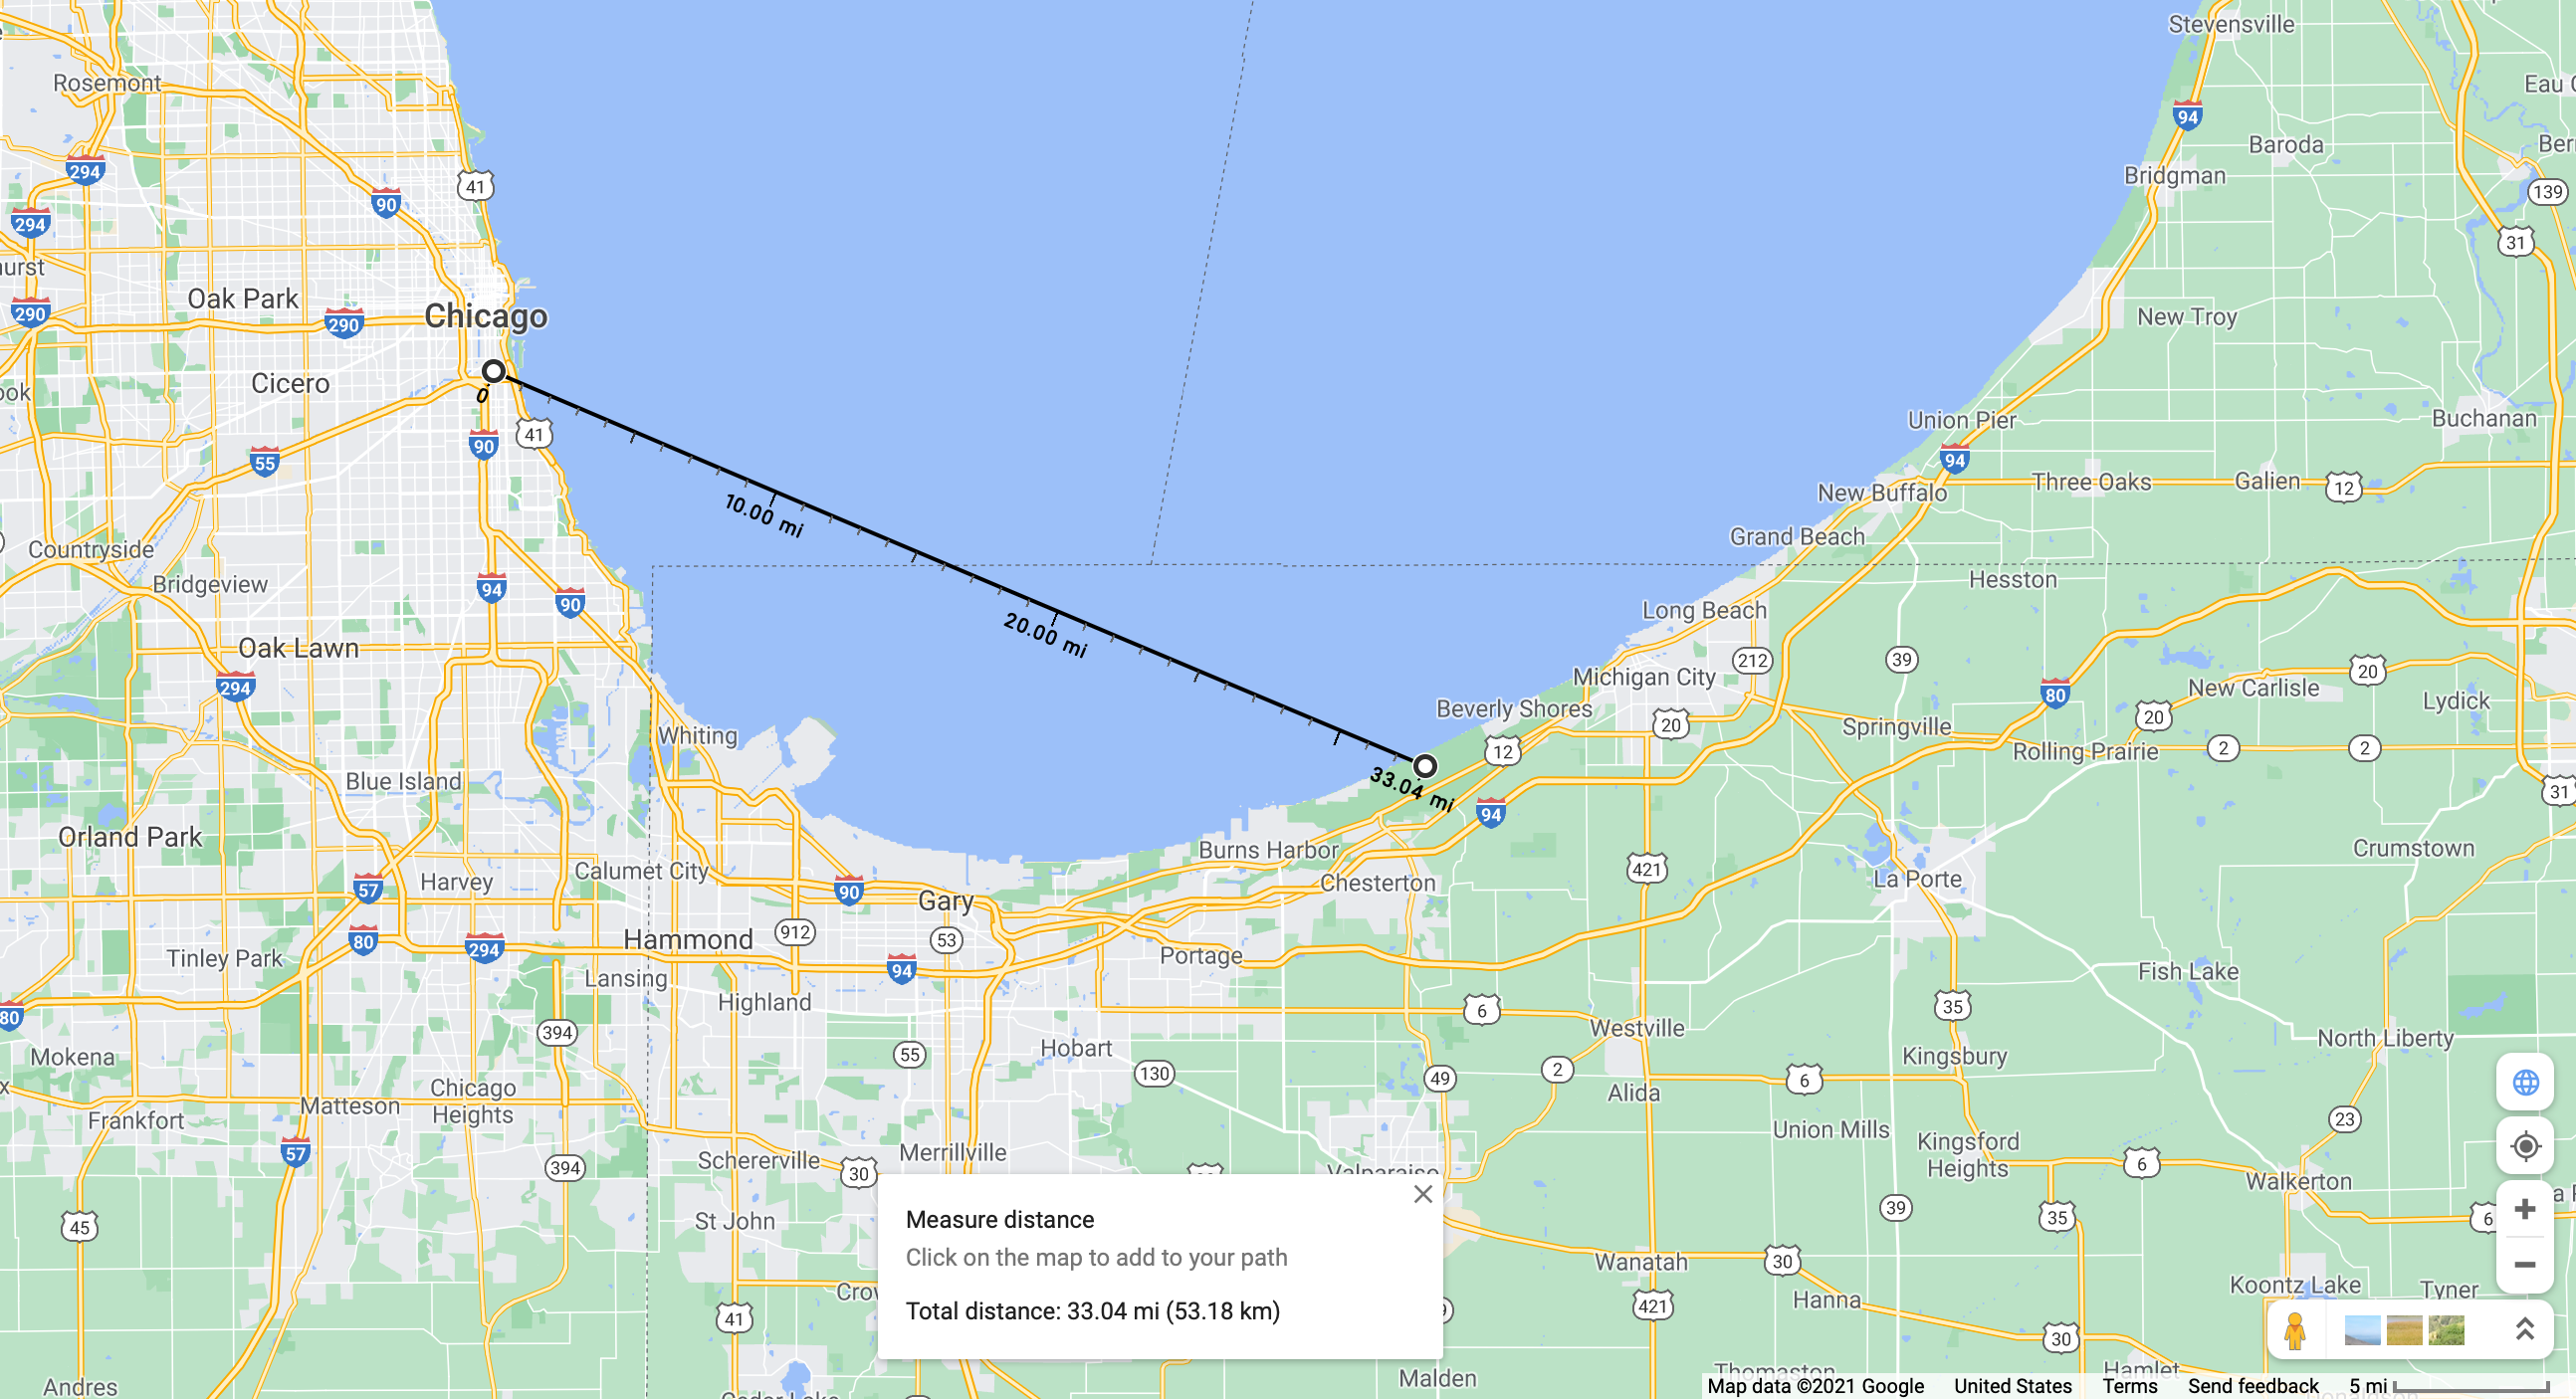 Stevensville
Rosemont
Eau C
94
Baroda
Ber
294
Bridgman
139
90
41
294
31
urst
Oak Park
290
Chicago
290
New Troy
Cicero
ook
0
Union Pier
Buchanan
90
41
94
55
Three Oaks
Galien
12
New Buffalo
10.00 mi
Grand Beach
Countryside
Bridgeview
Hesston
94
90
Long Beach
20.00 mi
Oak Lawn
212
39
20
294
Michigan City
80
New Carlisle
Lydick
Beverly Shores
20
20
Springville
Whiting
12
Rolling Prairie
2
2
Blue Island
33.04 mi
31
94
Orland Park
Burns Harbor
Crumstown
Calumet City
421
Harvey
Chesterton
La Porte
57
90
Gary
912
53
80
294
Hammond
Tinley Park
Portage
94
Lansing
Fish Lake
Highland
35
6
80
Westville
394
North Liberty
Mokena
55
Hobart
Kingsbury
130
2
49
6
x
Chicago
Heights
Alida
Matteson
Frankfort
23
Union Mills
Kingsford
Heights
57
Merrillville
Schererville
30
394
Valparaiso
6
Walkerton
a F
St John
39
35
6
45
Measure distance
Click on the map to add to your path
Wanatah
30
Koontz Lake
Tyner
Crow
Total distance: 33.04 mi (53.18 km)
Hanna
41
9
421
30
Andres
Cedar Lake
Malden
Thomaston
Hamlet
Map data ©2021 Google
United States
Terms
Send feedback
5 mi